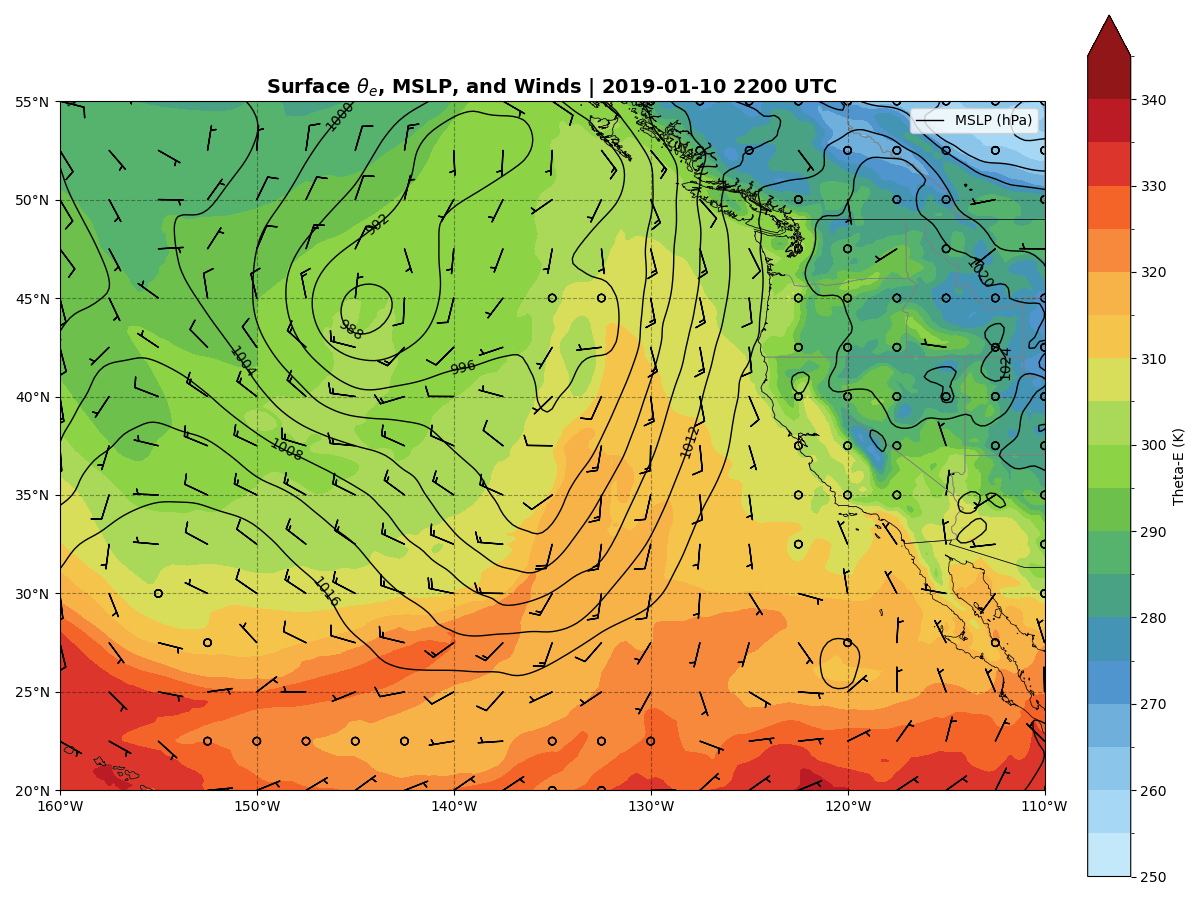 Surface θe, MSLP, and Winds | 2019-01-10 2200 UTC
MSLP (hPa)
55°N
50°N
45°N
40°N
35°N
30°N
25°N
20°N
160°W
150°W
140°W
130°W
120°W
110°W
1000
992
988
996
1004
1008
1012
1016
1020
1024
340
330
320
310
300
290
280
270
260
250
Theta-E (K)